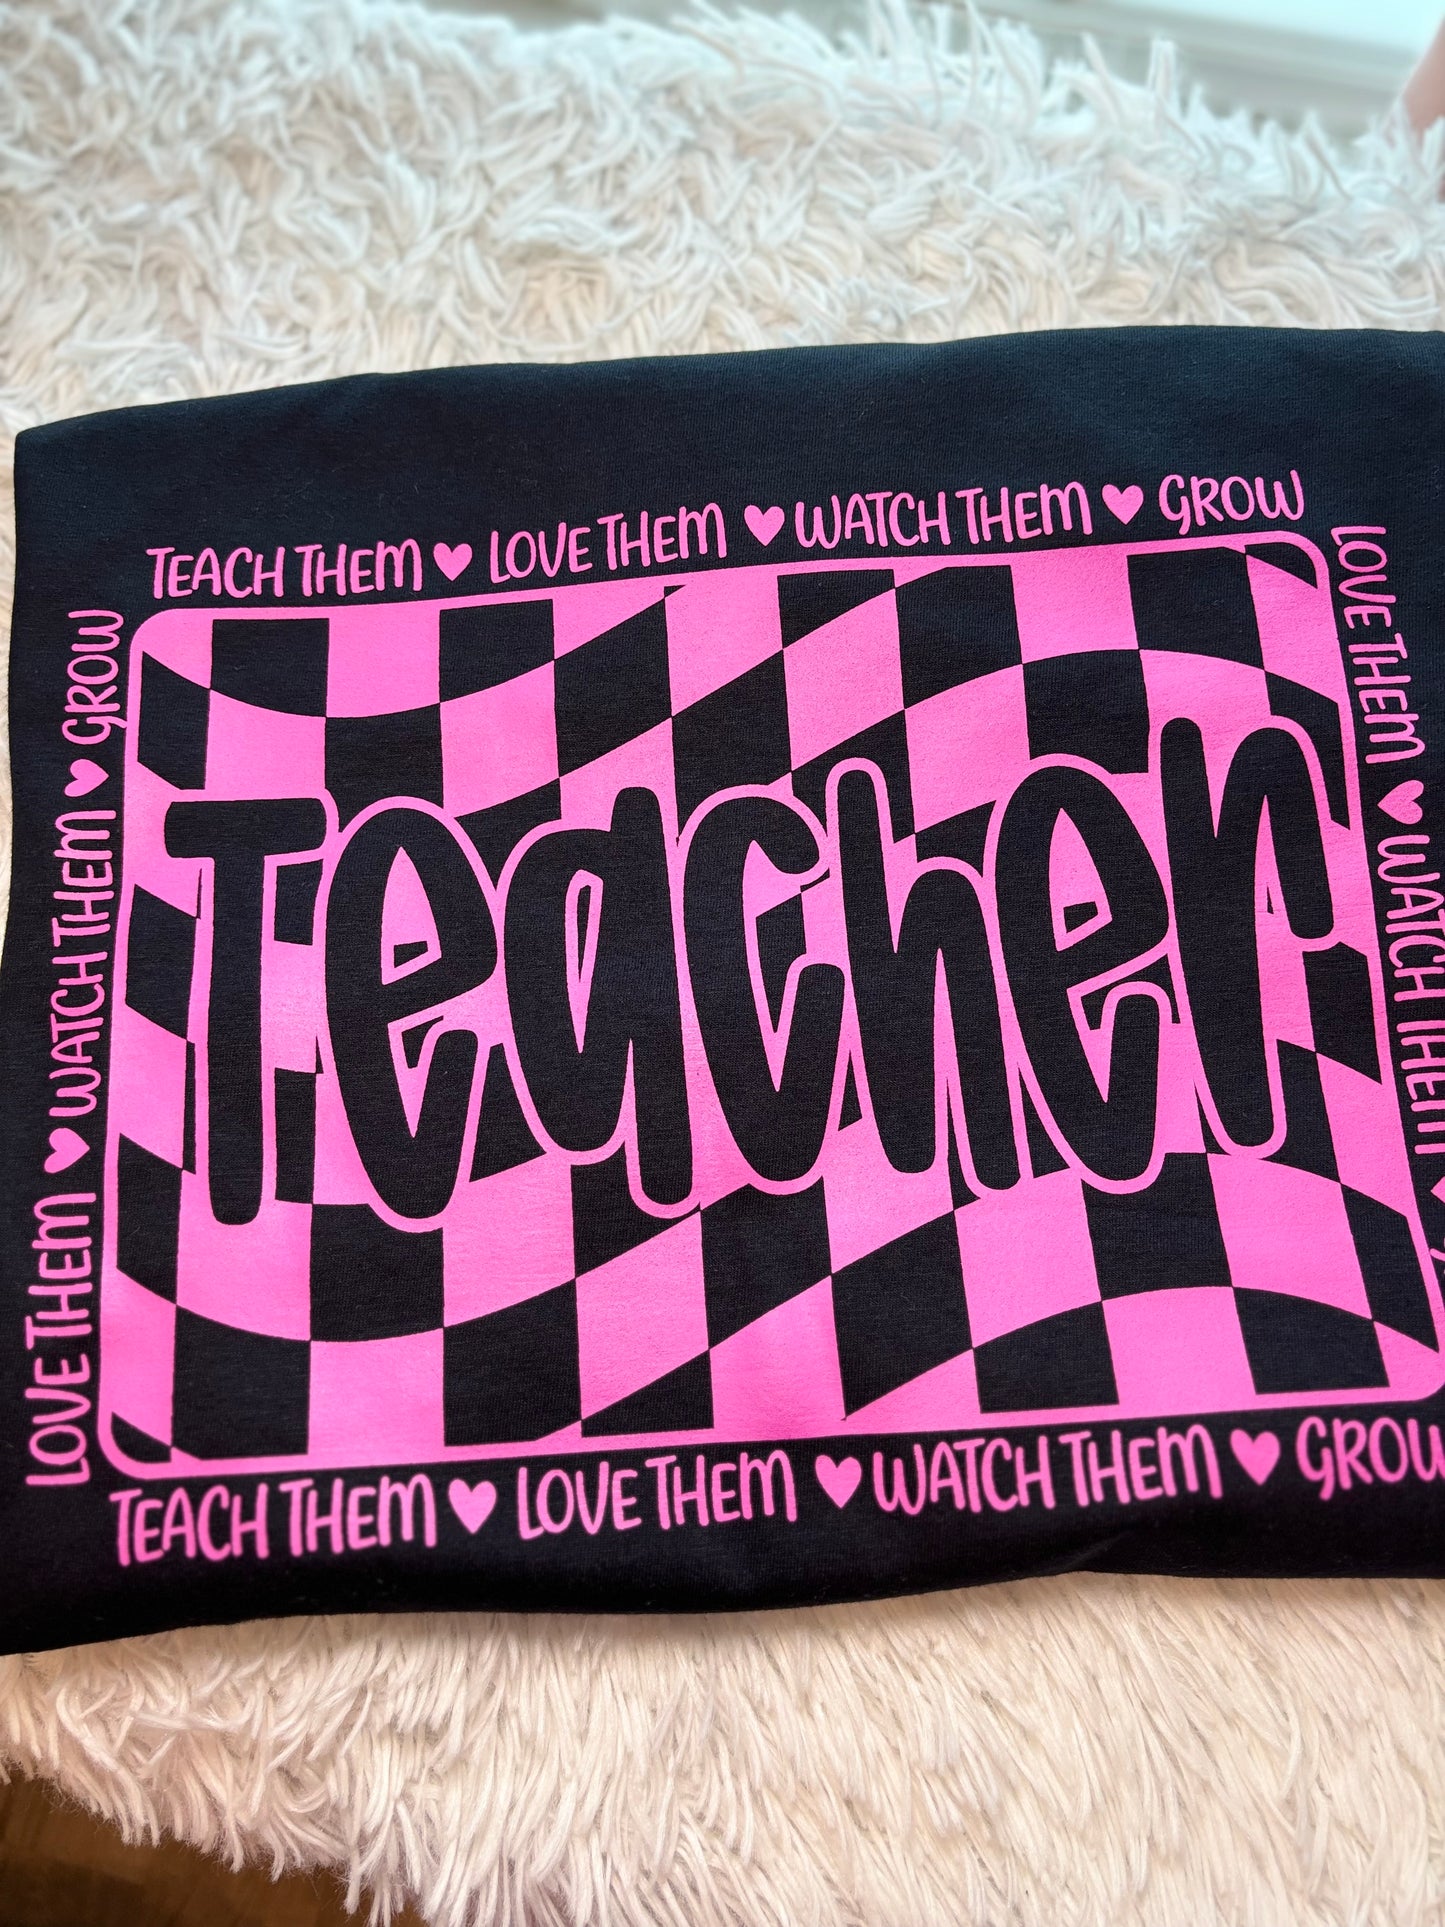 TEACH THEM ♥ LOVE THEM ♥ WATCH THEM ♥ GROW
LOVE THEM ♥ WATCH THEM ♥ GROW
Teacher
LOVE THEM ♥ WATCH THEM ♥
TEACH THEM ♥ LOVE THEM ♥ WATCH THEM ♥ GROW